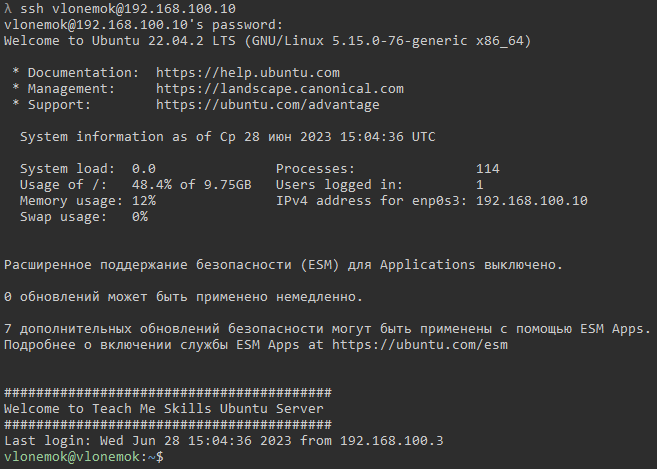 λ ssh vlonemok@192.168.100.10
vlonemok@192.168.100.10's password:
Welcome to Ubuntu 22.04.2 LTS (GNU/Linux 5.15.0-76-generic x86_64)
* Documentation:  https://help.ubuntu.com
* Management:     https://landscape.canonical.com
* Support:        https://ubuntu.com/advantage
System information as of Ср 28 июн 2023 15:04:36 UTC
System load:  0.0               Processes:               114
Usage of /:   48.4% of 9.75GB   Users logged in:         1
Memory usage: 12%               IPv4 address for enp0s3: 192.168.100.10
Swap usage:   0%
Расширенное поддержание безопасности (ESM) для Applications выключено.
0 обновлений может быть применено немедленно.
7 дополнительных обновлений безопасности могут быть применены с помощью ESM Apps.
Подробнее о включении службы ESM Apps at https://ubuntu.com/esm
#########################################
Welcome to Teach Me Skills Ubuntu Server
#########################################
Last login: Wed Jun 28 15:04:36 2023 from 192.168.100.3
vlonemok@vlonemok:~$